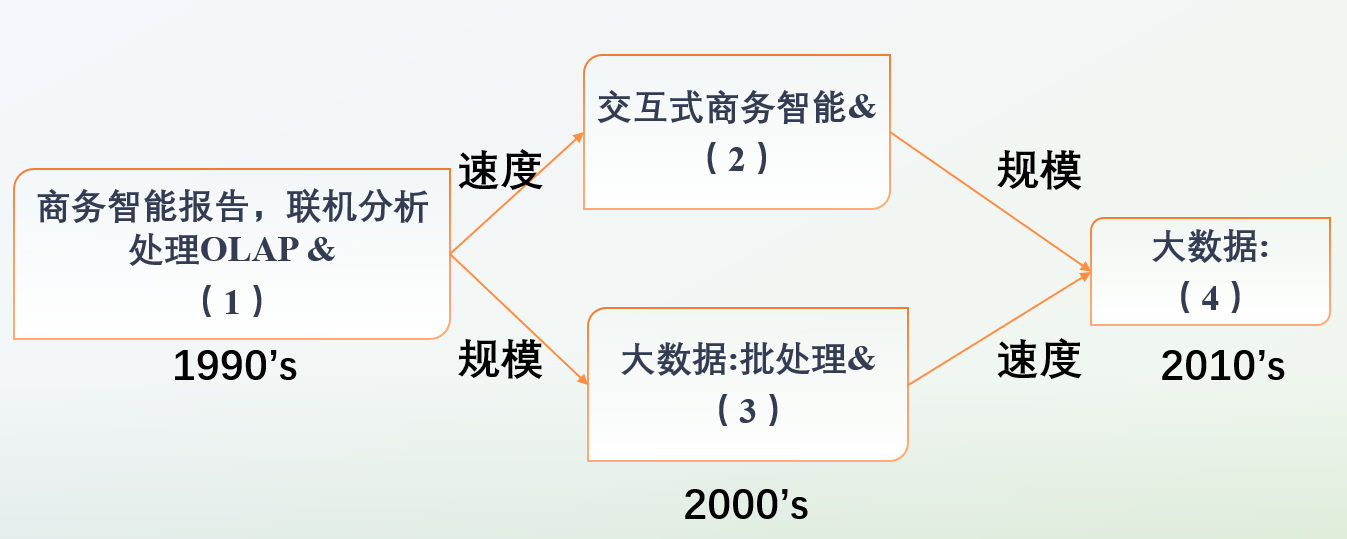 商务智能报告，联机分析
处理OLAP &
（1）
1990’s
速度
规模
交互式商务智能&
（2）
大数据:批处理&
（3）
2000’s
规模
速度
大数据:
（4）
2010’s